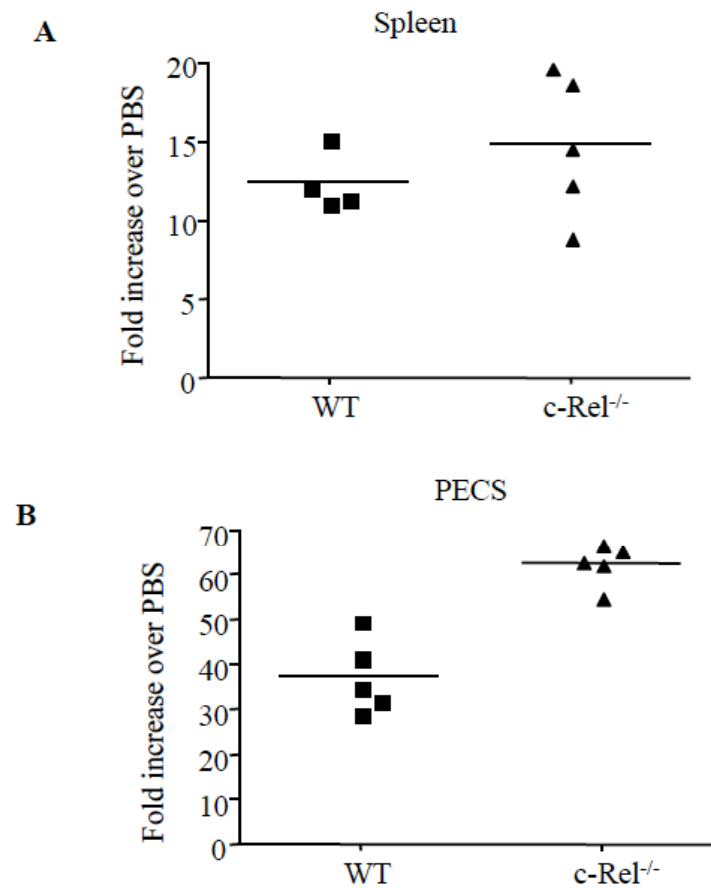 A
Spleen
Fold increase over PBS
20
15
10
5
0
WT
c-Rel-/-
B
PECS
Fold increase over PBS
70
60
50
40
30
20
10
0
WT
c-Rel-/-